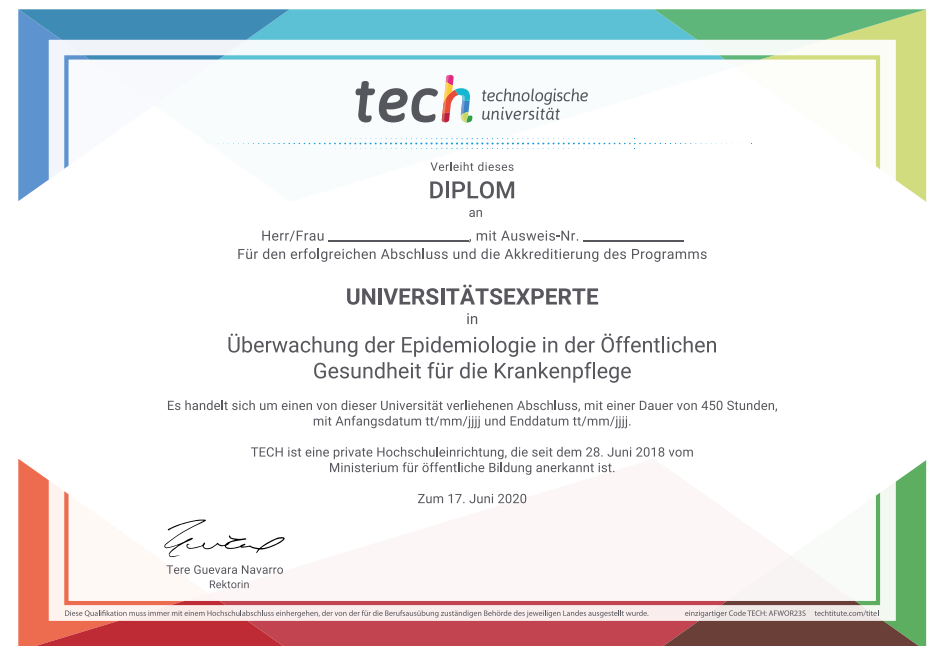 tech technologische
universität
Verleiht dieses
DIPLOM
an
Herr/Frau ____________________, mit Ausweis-Nr. ______________
Für den erfolgreichen Abschluss und die Akkreditierung des Programms
UNIVERSITÄTSEXPERTE
in
Überwachung der Epidemiologie in der Öffentlichen
Gesundheit für die Krankenpflege
Es handelt sich um einen von dieser Universität verliehenen Abschluss, mit einer Dauer von 450 Stunden,
mit Anfangsdatum tt/mm/jjjj und Enddatum tt/mm/jjjj.
TECH ist eine private Hochschuleinrichtung, die seit dem 28. Juni 2018 vom
Ministerium für öffentliche Bildung anerkannt ist.
Zum 17. Juni 2020
Tere Guevara Navarro
Rektorin
Diese Qualifikation muss immer mit einem Hochschulabschluss einhergehen, der von der für die Berufsausübung zuständigen Behörde des jeweiligen Landes ausgestellt wurde. einzigartiger Code TECH: AFWOR23S techtitute.com/titel